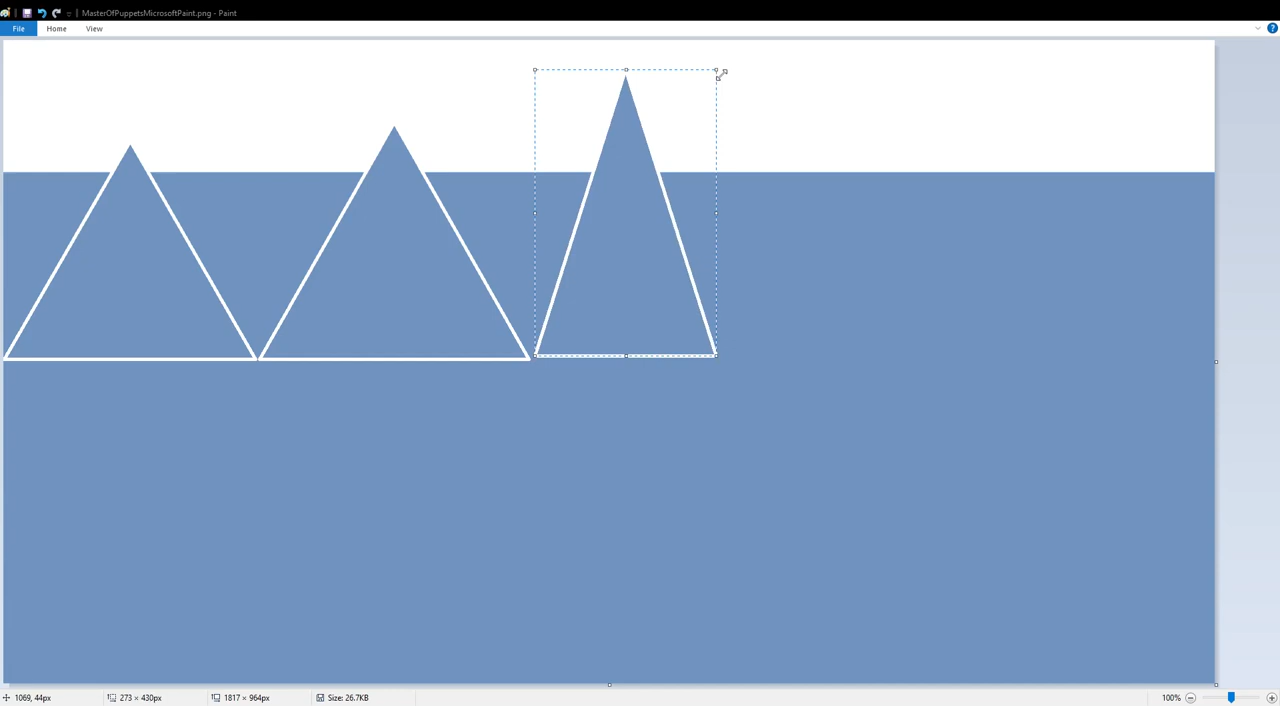 MasterOfPuppetsMicrosoftPaint.png - Paint
File Home View
1069, 44px 273 × 430px 1817 × 964px Size: 26.7KB 100%